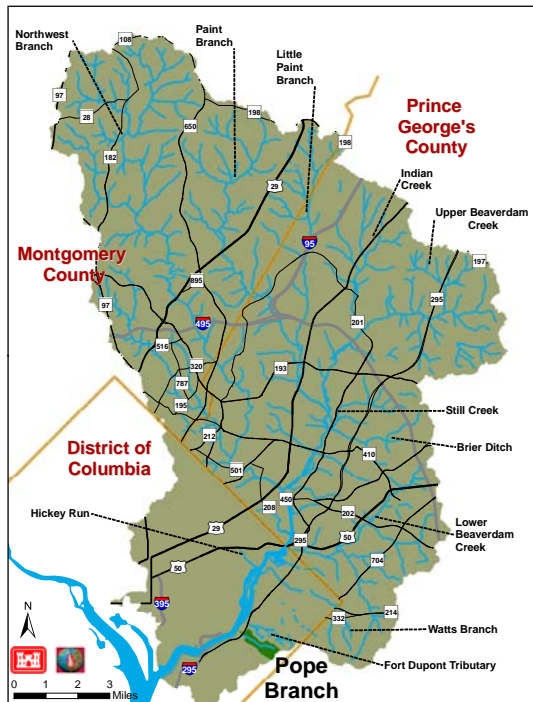 108
Northwest
Branch
Paint
Branch
Little
Paint
Branch
97
28
650
198
Prince
George's
County
198
182
29
Indian
Creek
Upper Beaverdam
Creek
95
197
Montgomery
County
895
295
97
495
201
516
320
193
787
195
Still Creek
212
District of
Columbia
410
Brier Ditch
501
450
208
202
Hickey Run
29
295
50
Lower
Beaverdam
Creek
50
704
395
332
214
N
Watts Branch
295
Fort Dupont Tributary
Pope
Branch
0 1 2 3
Miles